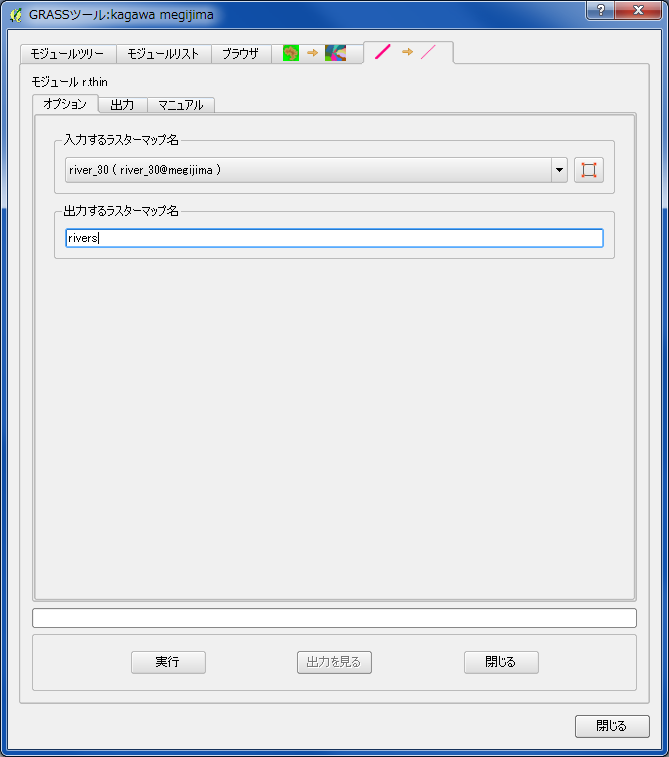 GRASSツール:kagawa megijima
モジュールツリー モジュールリスト ブラウザ
モジュール r.thin
オプション 出力 マニュアル
入力するラスターマップ名
river_30 ( river_30@megijima )
出力するラスターマップ名
rivers
実行 出力を見る 閉じる
閉じる